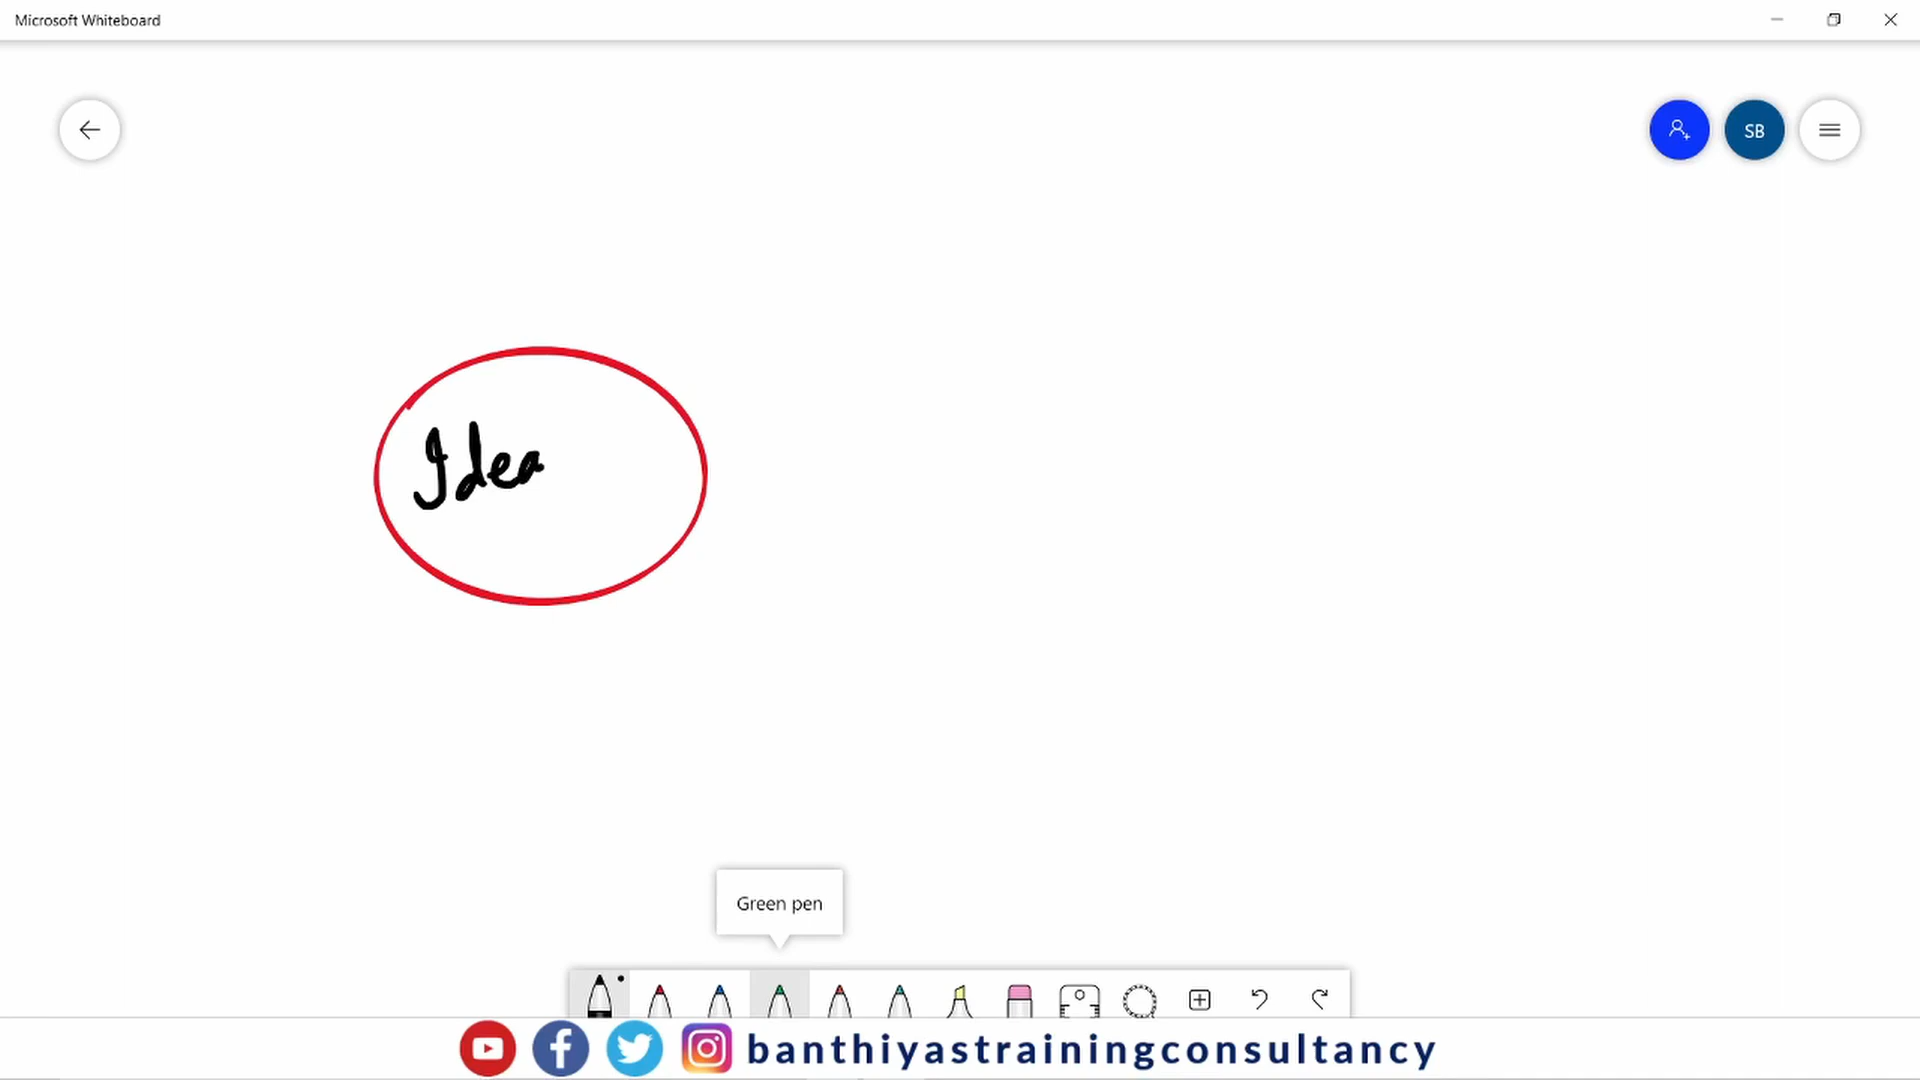 Microsoft Whiteboard
SB
Idea
Green pen
banthiyastrainingconsultancy